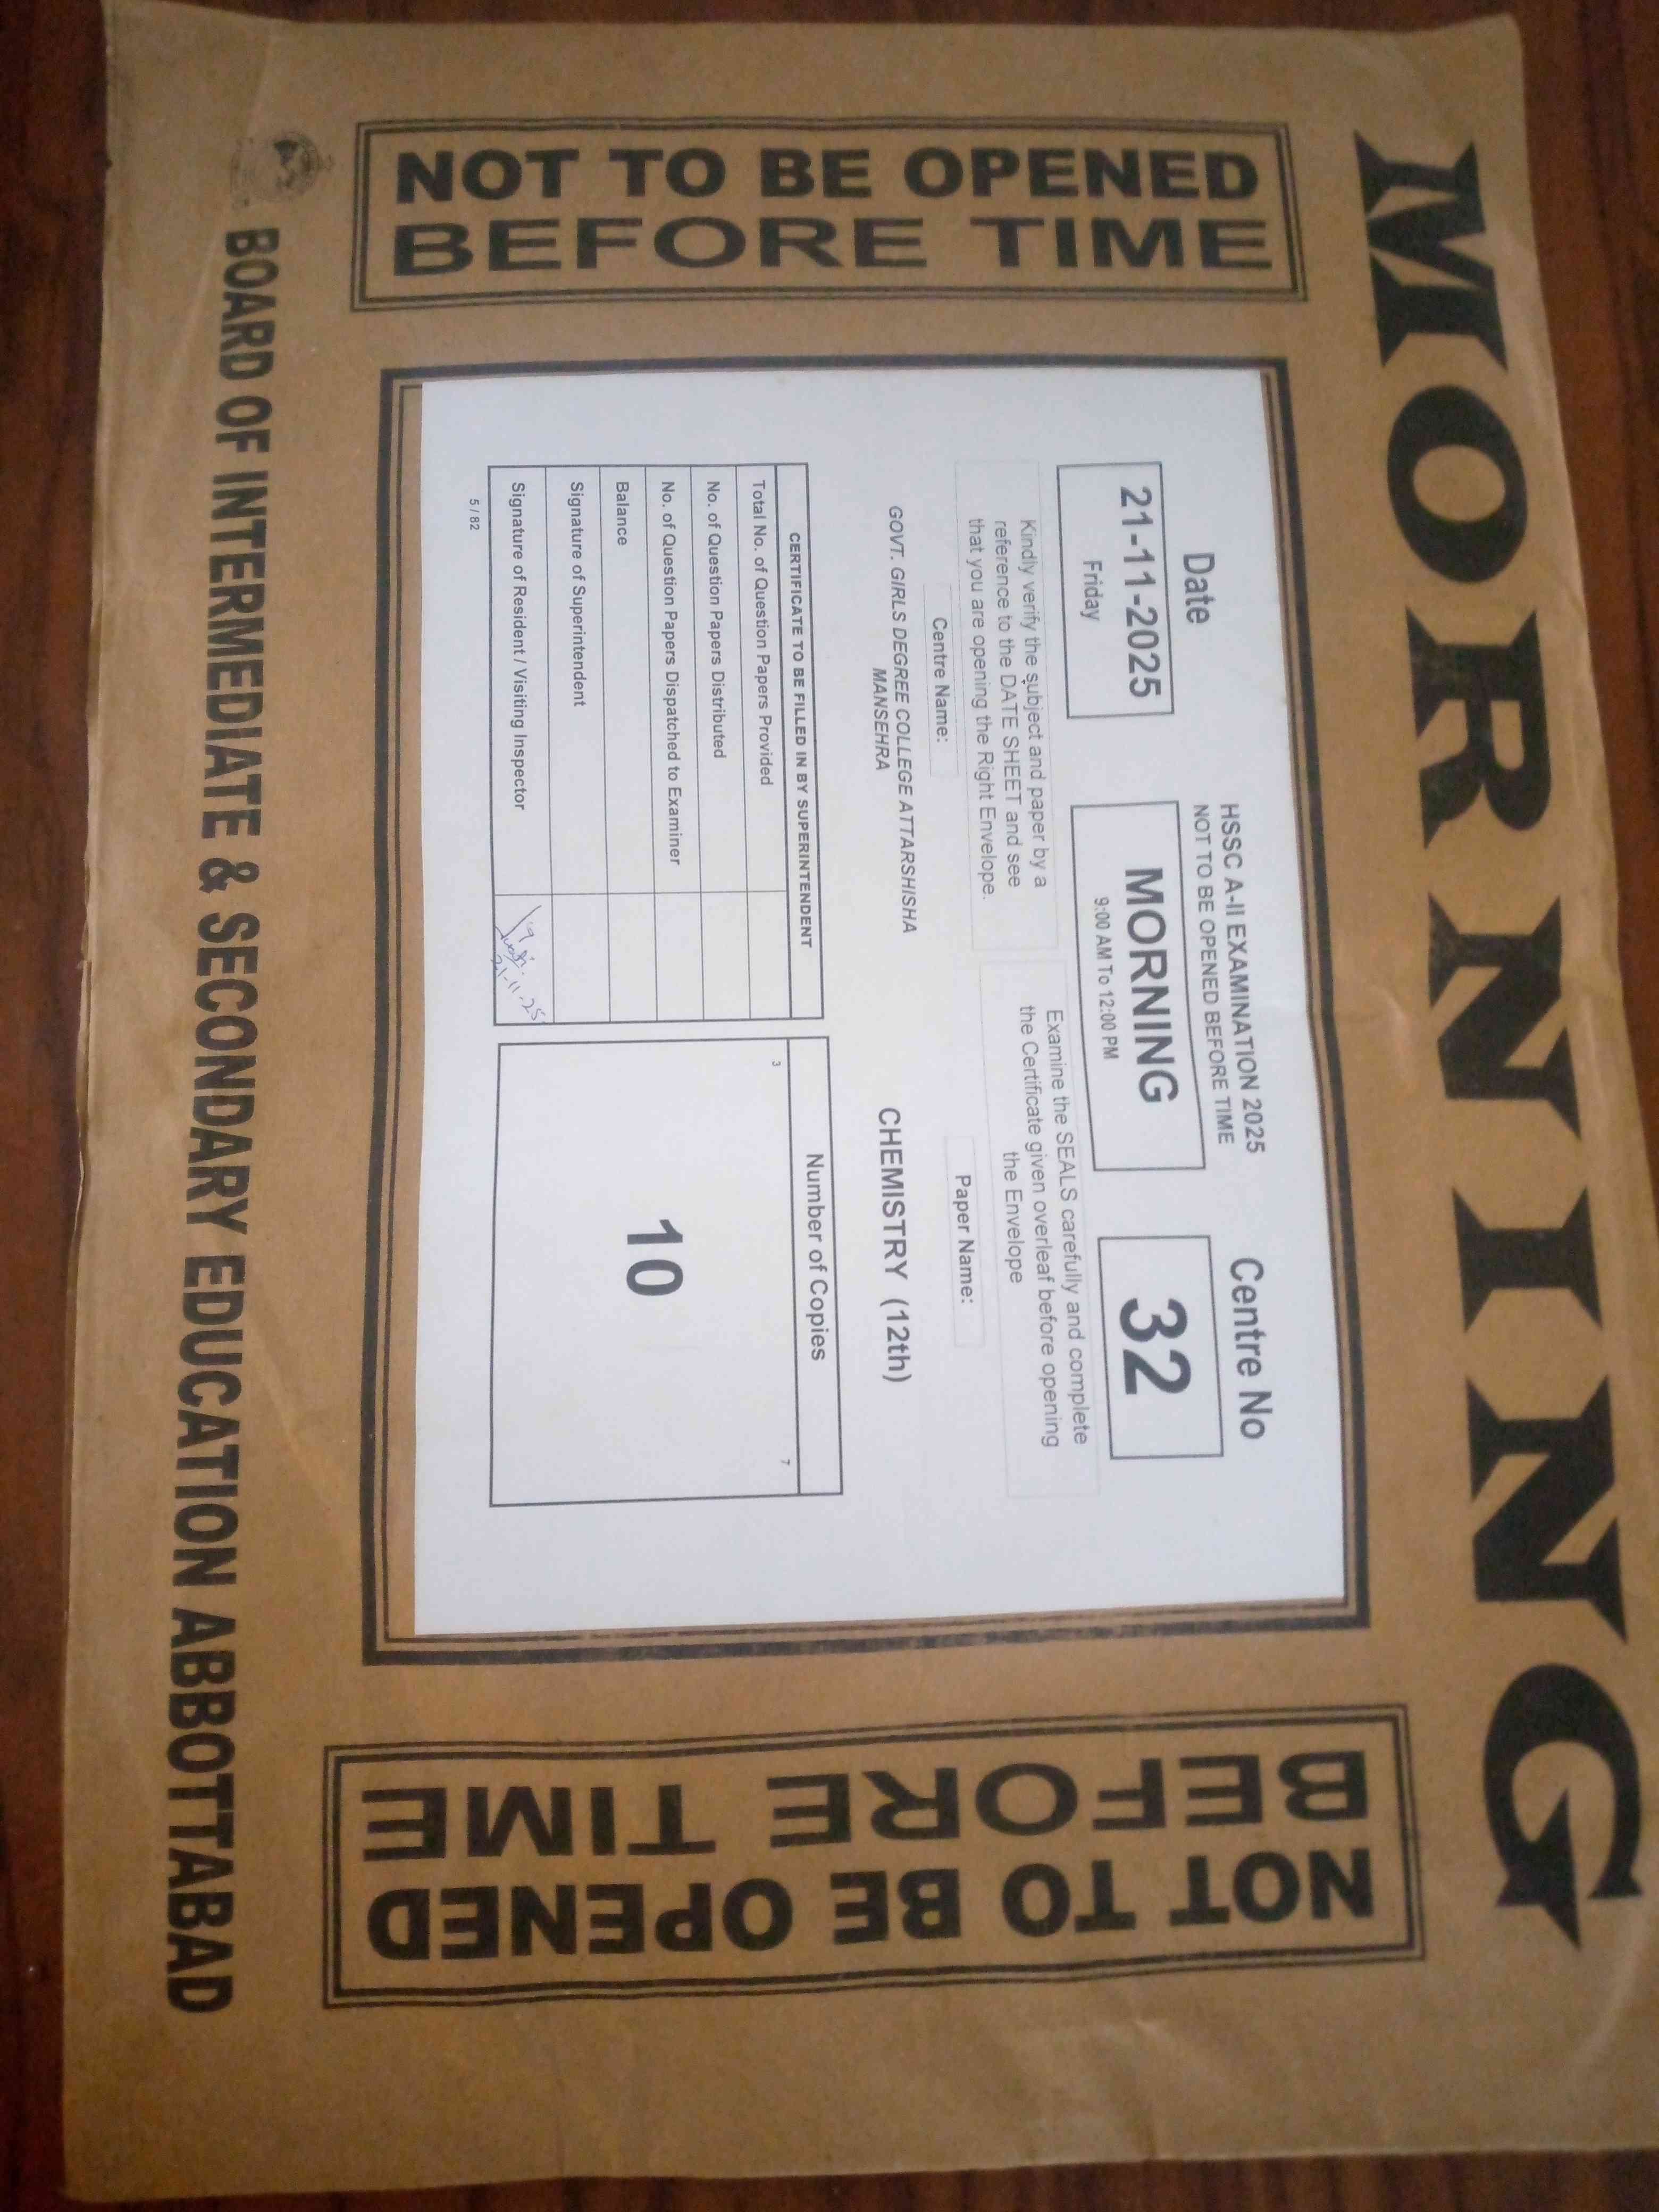 MORNING
NOT TO BE OPENED
BEFORE TIME
HSSC A-II EXAMINATION 2025
NOT TO BE OPENED BEFORE TIME
Date
21-11-2025
Friday
MORNING
9:00 AM To 12:00 PM
Centre No
32
Kindly verify the subject and paper by a
reference to the DATE SHEET and see
that you are opening the Right Envelope.
Examine the SEALS carefully and complete
the Certificate given overleaf before opening
the Envelope
Centre Name:
GOVT. GIRLS DEGREE COLLEGE ATTARSHISHA
MANSEHRA
Paper Name:
CHEMISTRY (12th)
CERTIFICATE TO BE FILLED IN BY SUPERINTENDENT
Total No. of Question Papers Provided
No. of Question Papers Distributed
No. of Question Papers Dispatched to Examiner
Balance
Signature of Superintendent
Signature of Resident / Visiting Inspector
21-11-25
5 / 82
Number of Copies
3
7
10
NOT TO BE OPENED
BEFORE TIME
BOARD OF INTERMEDIATE & SECONDARY EDUCATION ABBOTTABAD